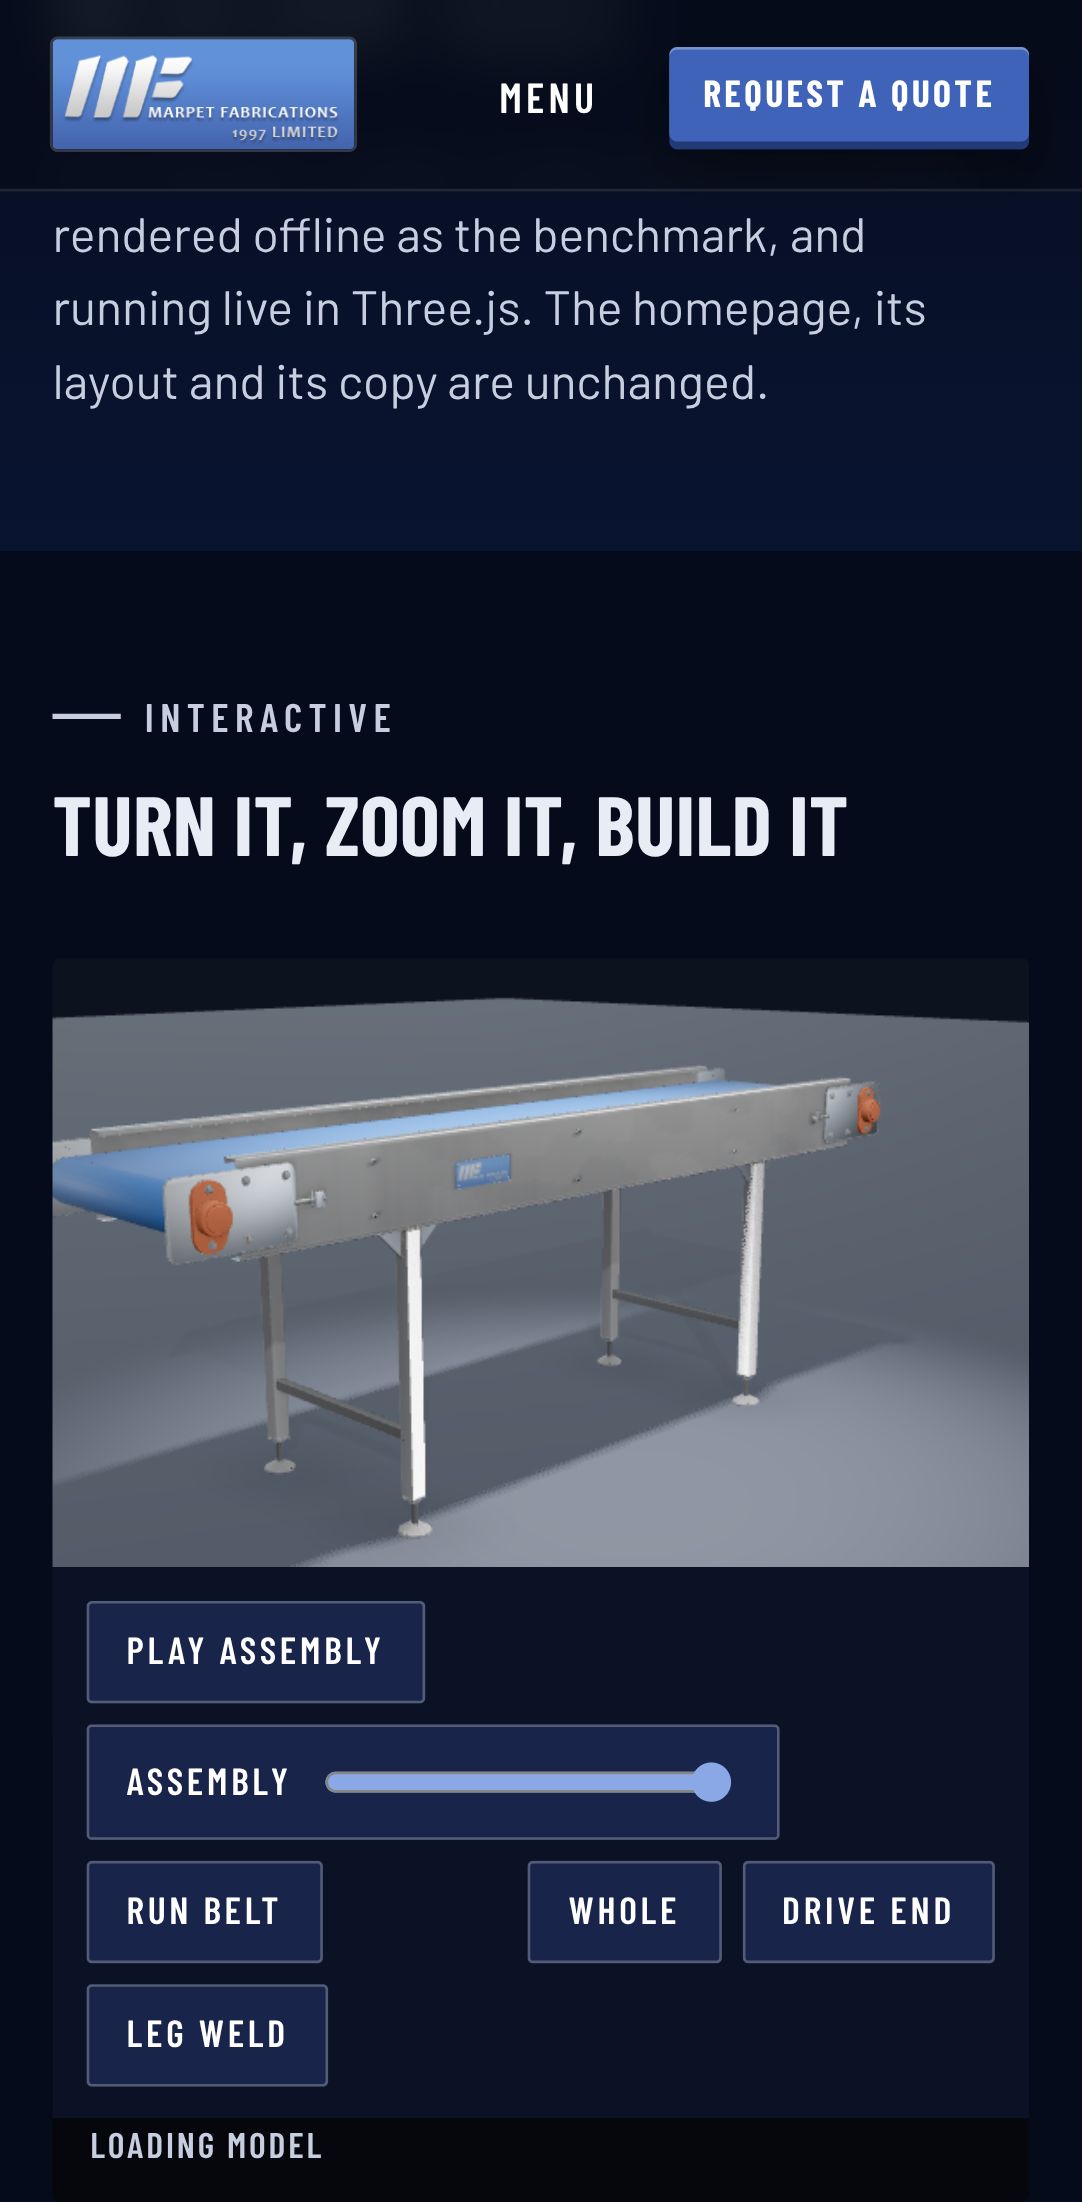 MF
MARPET FABRICATIONS
1997 LIMITED
MENU
REQUEST A QUOTE
rendered offline as the benchmark, and
running live in Three.js. The homepage, its
layout and its copy are unchanged.
INTERACTIVE
TURN IT, ZOOM IT, BUILD IT
MF
PLAY ASSEMBLY
ASSEMBLY
RUN BELT
WHOLE
DRIVE END
LEG WELD
LOADING MODEL